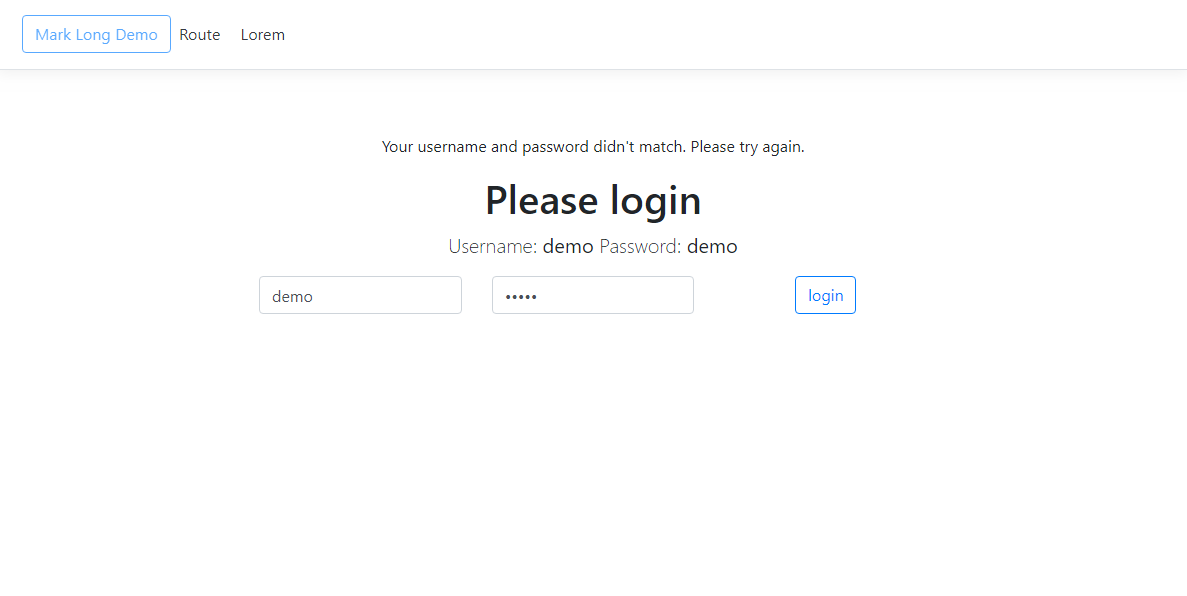 Mark Long Demo Route Lorem
Your username and password didn't match. Please try again.
Please login
Username: demo Password: demo
demo ••••• login